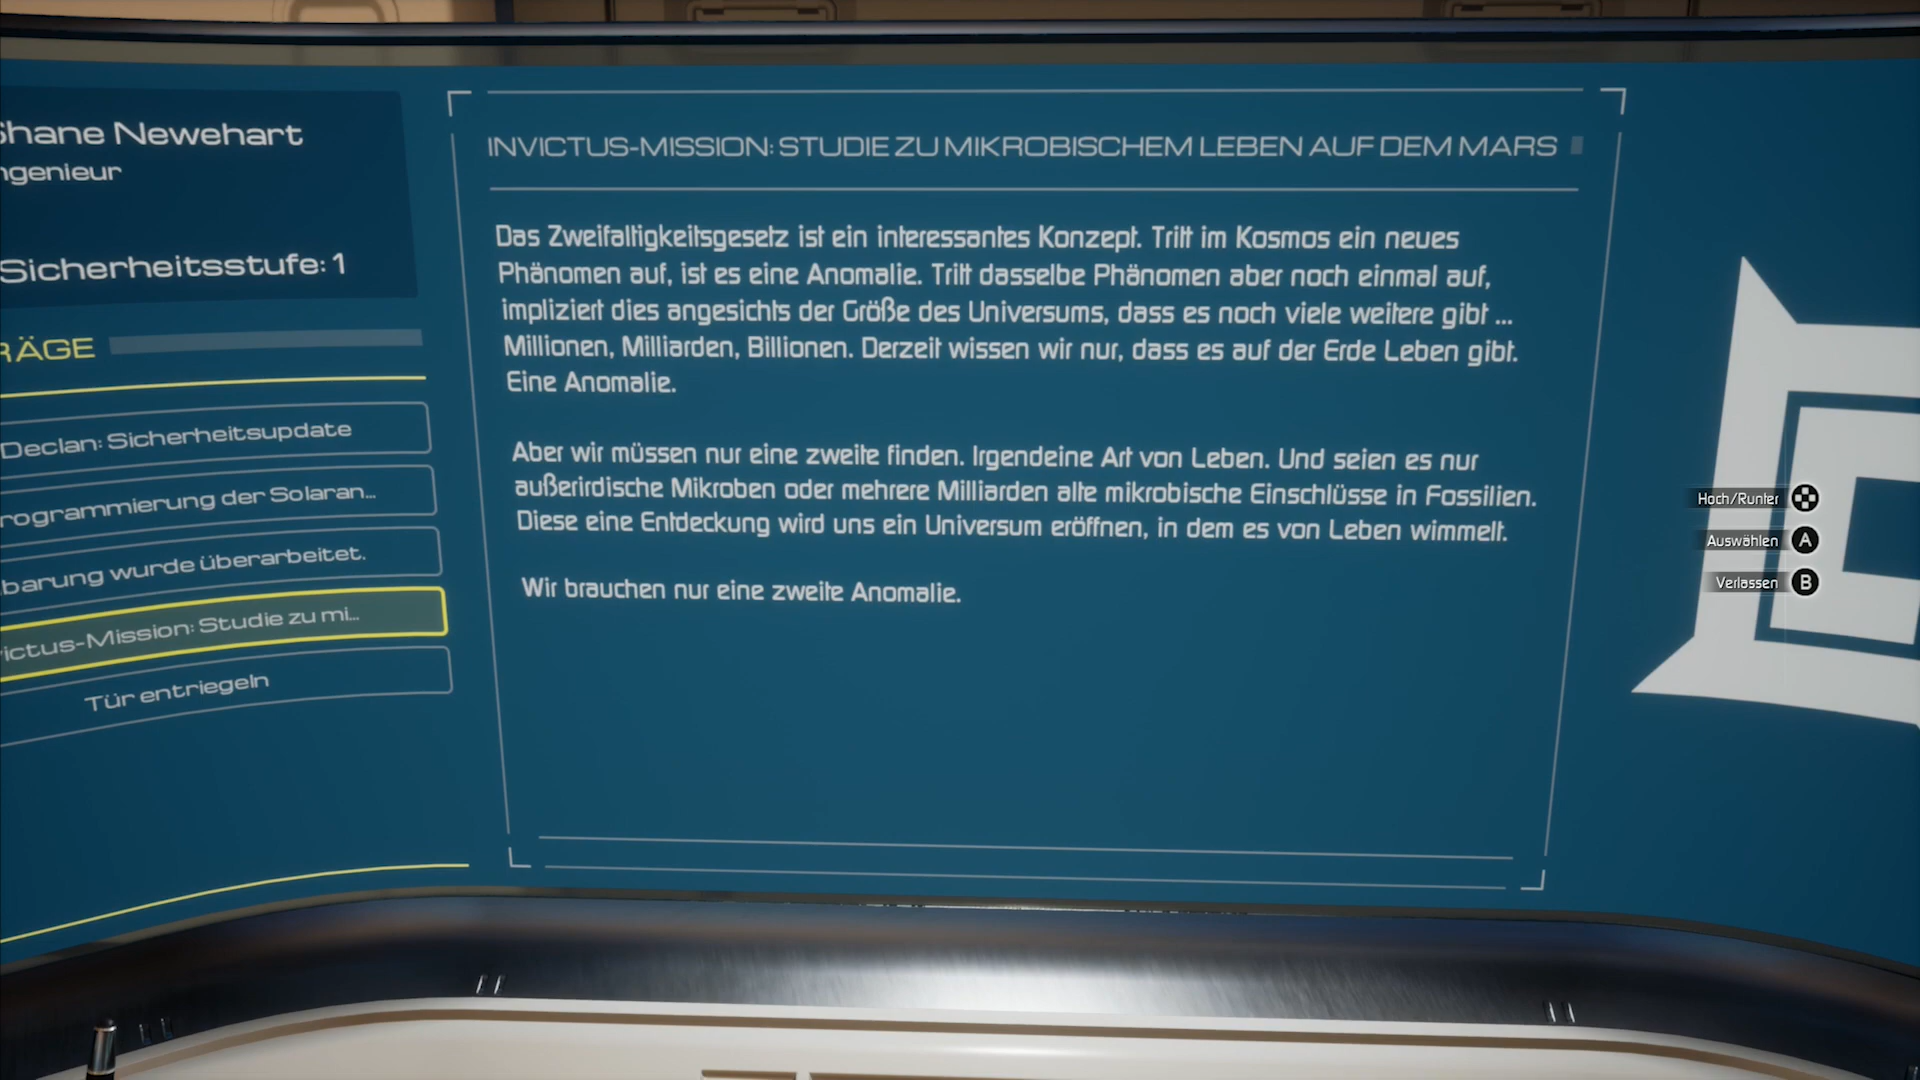 Shane Newehart
ngenieur
Sicherheitsstufe: 1
RÄGE
Declan: Sicherheitsupdate
rogrammierung der Solaran...
barung wurde überarbeitet.
victus-Mission: Studie zu mi...
Tür entriegeln
INVICTUS-MISSION: STUDIE ZU MIKROBISCHEM LEBEN AUF DEM MARS
Das Zweifaltigkeitsgesetz ist ein interessantes Konzept. Tritt im Kosmos ein neues
Phänomen auf, ist es eine Anomalie. Tritt dasselbe Phänomen aber noch einmal auf,
impliziert dies angesichts der Größe des Universums, dass es noch viele weitere gibt ...
Millionen, Milliarden, Billionen. Derzeit wissen wir nur, dass es auf der Erde Leben gibt.
Eine Anomalie.
Aber wir müssen nur eine zweite finden. Irgendeine Art von Leben. Und seien es nur
außerirdische Mikroben oder mehrere Milliarden alte mikrobische Einschlüsse in Fossilien.
Diese eine Entdeckung wird uns ein Universum eröffnen, in dem es von Leben wimmelt.
Wir brauchen nur eine zweite Anomalie.
Hoch/Runter
Auswählen A
Verlassen B